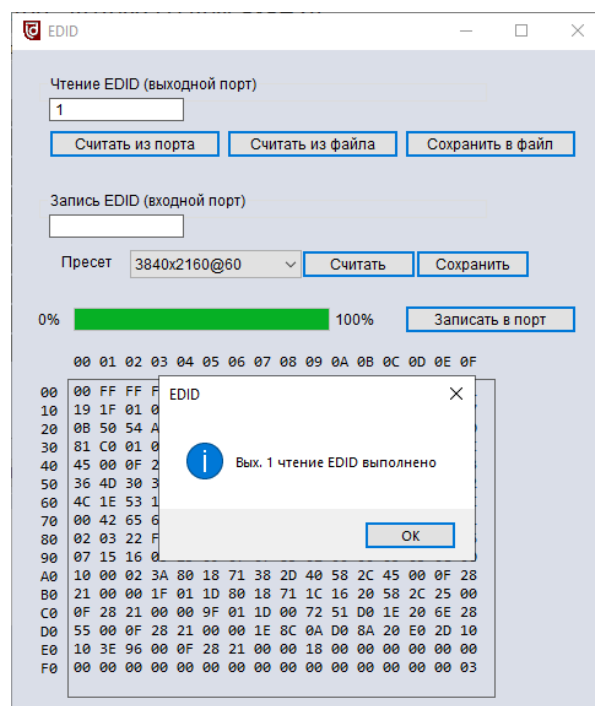 EDID
Чтение EDID (выходной порт)
1
Считать из порта Считать из файла Сохранить в файл
Запись EDID (входной порт)
Пресет 3840x2160@60 Считать Сохранить
0% 100% Записать в порт
00 01 02 03 04 05 06 07 08 09 0A 0B 0C 0D 0E 0F
00 00 FF FF
10 19 1F 01
20 0B 50 54
30 81 C0 01
40 45 00 0F
50 36 4D 30
60 4C 1E 53
70 00 42 65
80 02 03 22
90 07 15 16
EDID
Вых. 1 чтение EDID выполнено
OK
A0 10 00 02 3A 80 18 71 38 2D 40 58 2C 45 00 0F 28
B0 21 00 00 1F 01 1D 80 18 71 1C 16 20 58 2C 25 00
C0 0F 28 21 00 00 9F 01 1D 00 72 51 D0 1E 20 6E 28
D0 55 00 0F 28 21 00 00 1E 8C 0A D0 8A 20 E0 2D 10
E0 10 3E 96 00 0F 28 21 00 00 18 00 00 00 00 00 00
F0 00 00 00 00 00 00 00 00 00 00 00 00 00 00 00 03